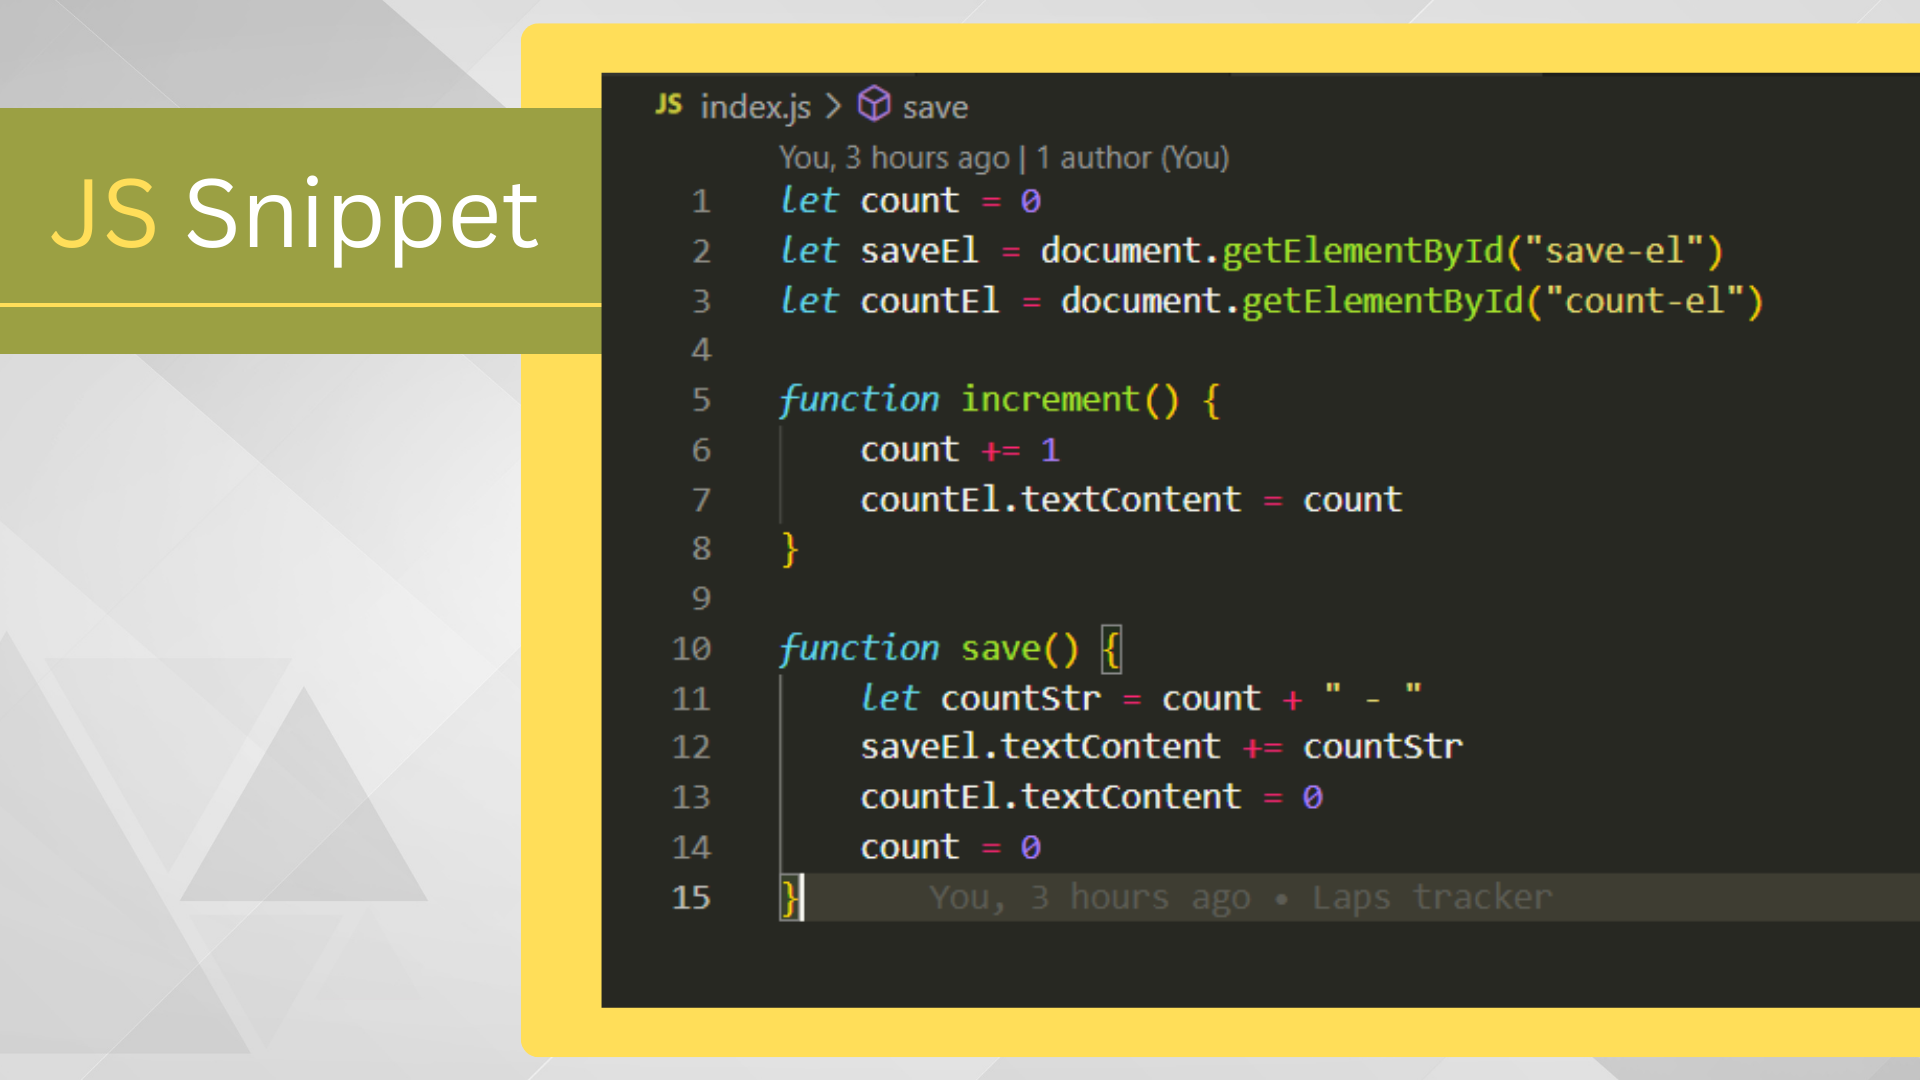 JS Snippet
JS index.js > save
You, 3 hours ago | 1 author (You)
1 let count = 0
2 let saveEl = document.getElementById("save-el")
3 let countEl = document.getElementById("count-el")
4
5 function increment() {
6     count += 1
7     countEl.textContent = count
8 }
9
10 function save() {
11     let countStr = count + " - "
12     saveEl.textContent += countStr
13     countEl.textContent = 0
14     count = 0
15 }     You, 3 hours ago • Laps tracker